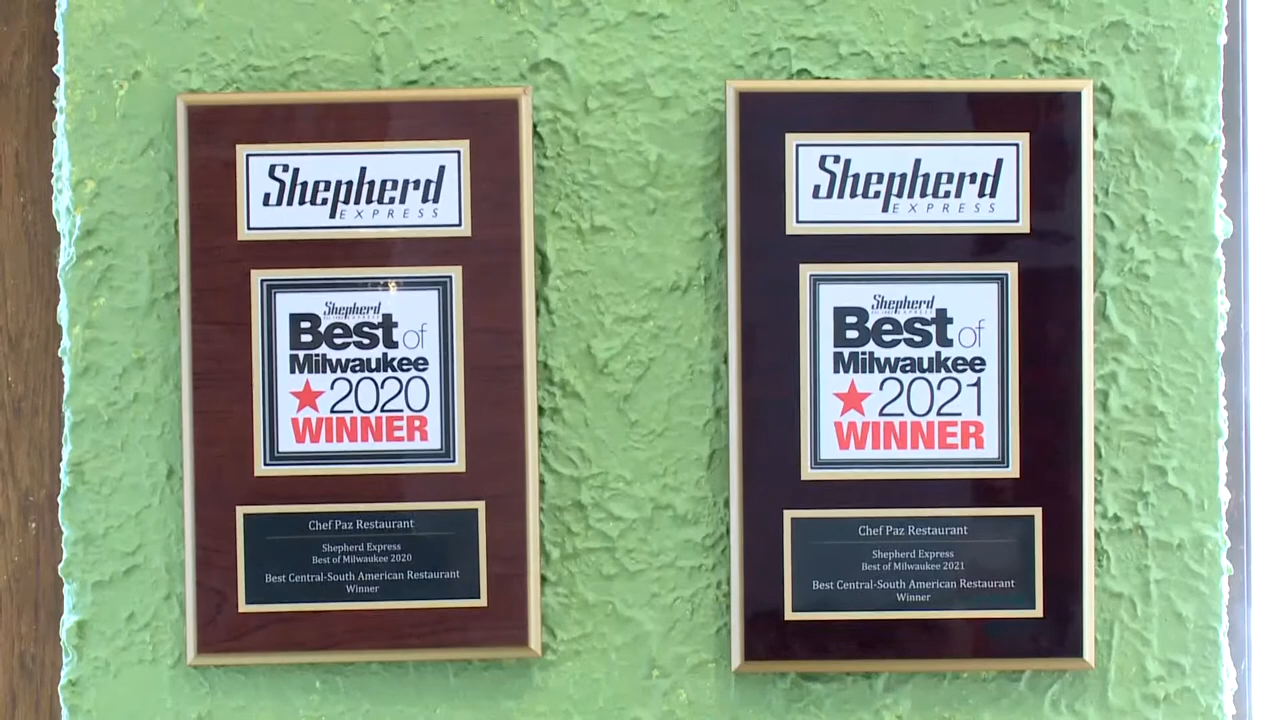 Shepherd
EXPRESS
Shepherd
Best of
Milwaukee
2020
WINNER
Chef Paz Restaurant
Shepherd Express
Best of Milwaukee 2020
Best Central-South American Restaurant
Winner
Shepherd
EXPRESS
Shepherd
EXPRESS
Best of
Milwaukee
2021
WINNER
Chef Paz Restaurant
Shepherd Express
Best of Milwaukee 2021
Best Central-South American Restaurant
Winner